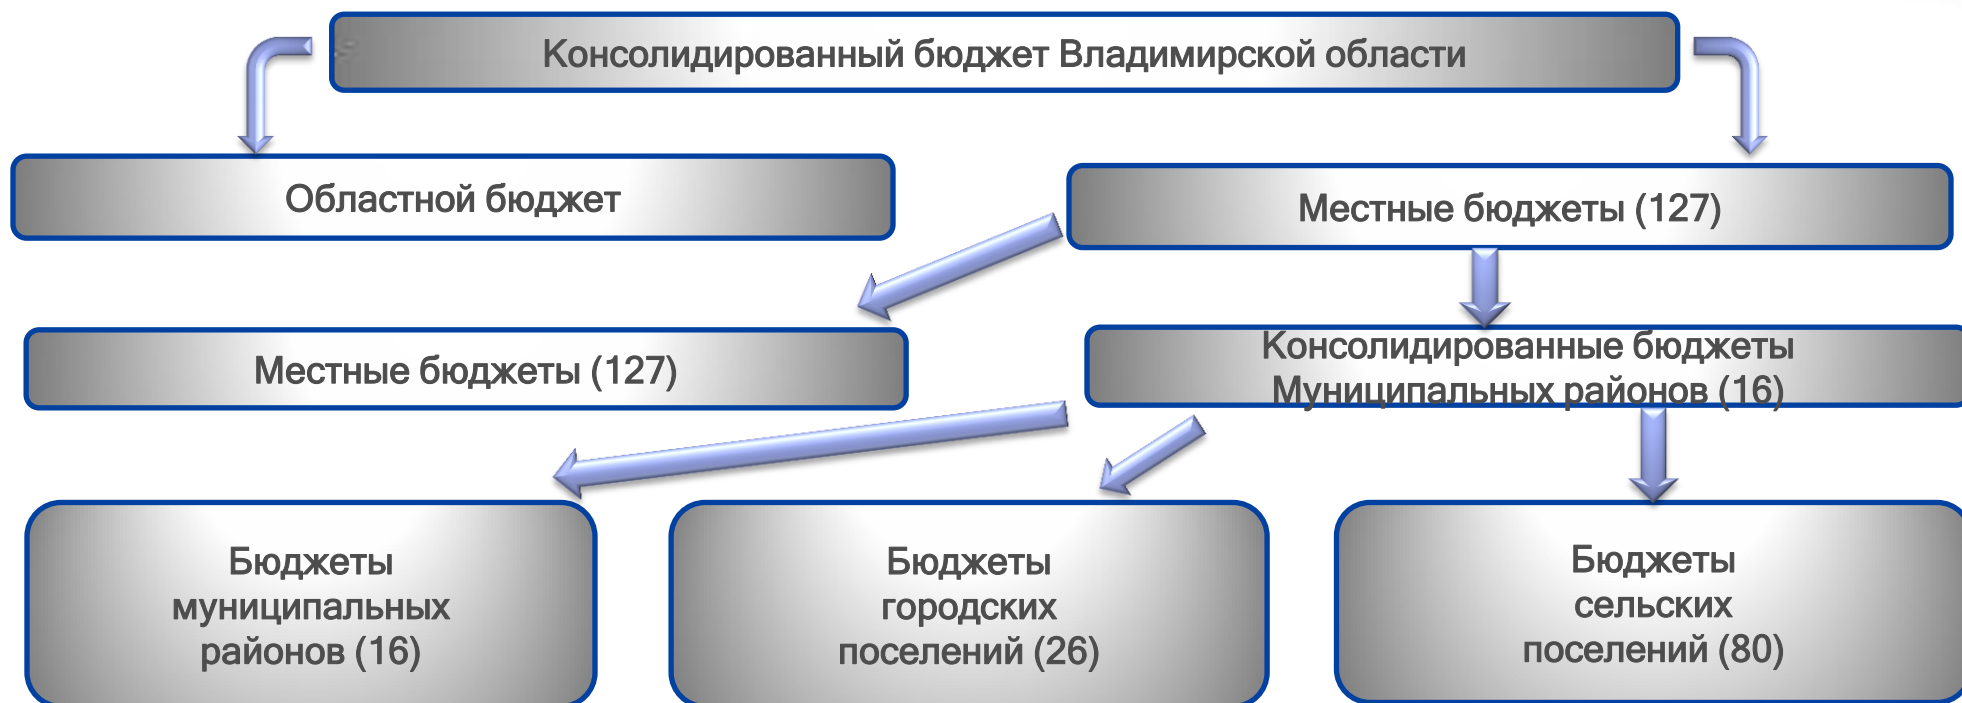 Консолидированный бюджет Владимирской области
Областной бюджет
Местные бюджеты (127)
Местные бюджеты (127)
Консолидированные бюджеты
Муниципальных районов (16)
Бюджеты
муниципальных
районов (16)
Бюджеты
городских
поселений (26)
Бюджеты
сельских
поселений (80)